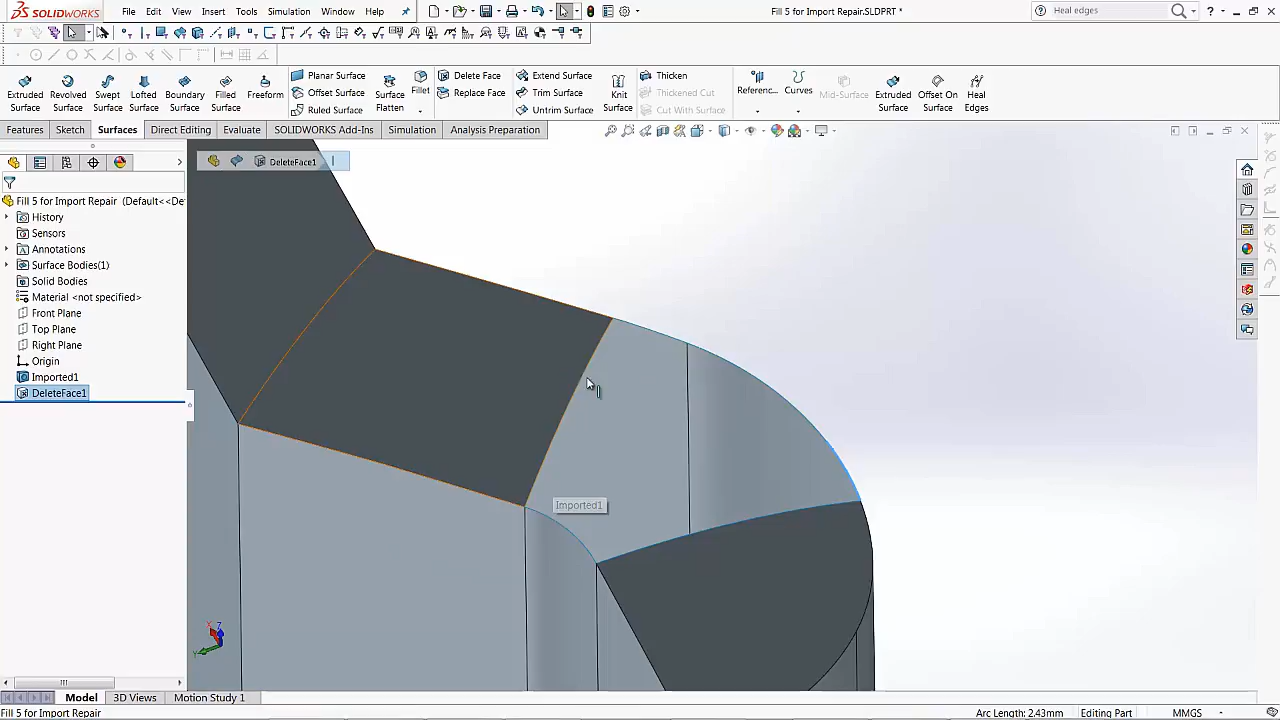 SOLIDWORKS File Edit View Insert Tools Simulation Window Help Fill 5 for Import Repair.SLDPRT * Heal edges ?
Extruded Surface Revolved Surface Swept Surface Lofted Surface Boundary Surface Filled Surface Freeform
Planar Surface
Offset Surface
Ruled Surface
Surface Flatten
Fillet
Delete Face
Replace Face
Extend Surface
Trim Surface
Untrim Surface
Knit Surface
Thicken
Thickened Cut
Cut With Surface
Referenc...
Curves
Mid-Surface
Extruded Surface
Offset On Surface
Heal Edges
Features Sketch Surfaces Direct Editing Evaluate SOLIDWORKS Add-Ins Simulation Analysis Preparation
DeleteFace1
Fill 5 for Import Repair (Default<<De
History
Sensors
Annotations
Surface Bodies(1)
Solid Bodies
Material <not specified>
Front Plane
Top Plane
Right Plane
Origin
Imported1
DeleteFace1
Imported1
Z
X
Y
Model 3D Views Motion Study 1
Fill 5 for Import Repair Arc Length: 2.43mm Editing Part MMGS